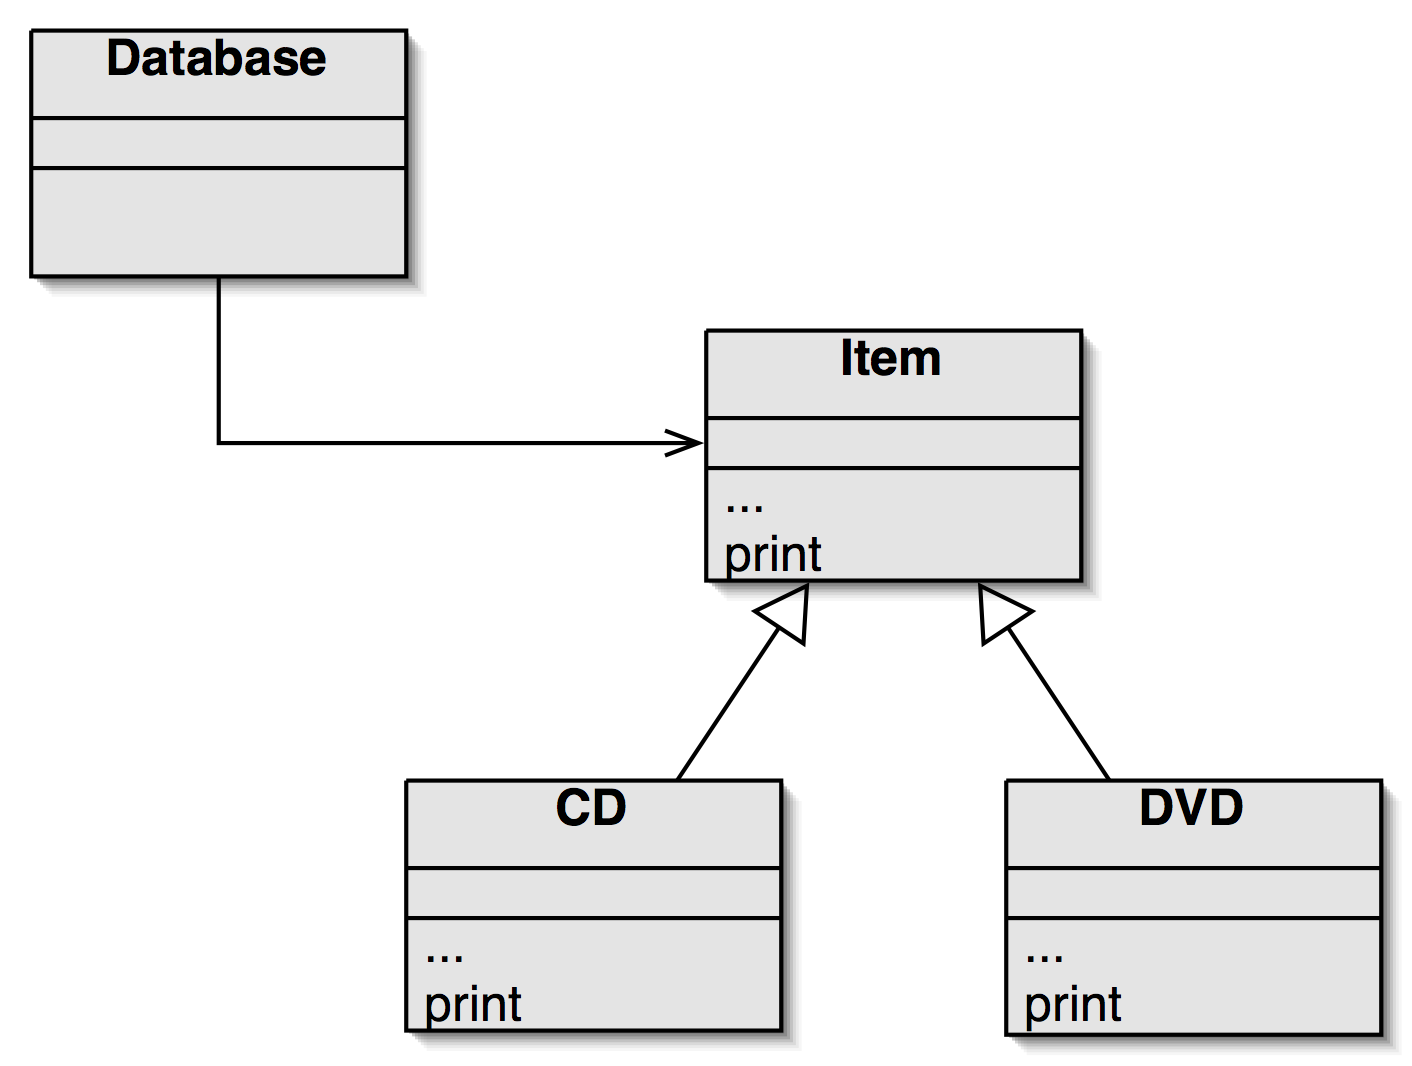 Database
Item
...
print
CD
...
print
DVD
...
print